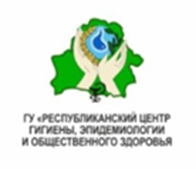 ГУ «РЕСПУБЛИКАНСКИЙ ЦЕНТР
ГИГИЕНЫ, ЭПИДЕМИОЛОГИИ
И ОБЩЕСТВЕННОГО ЗДОРОВЬЯ